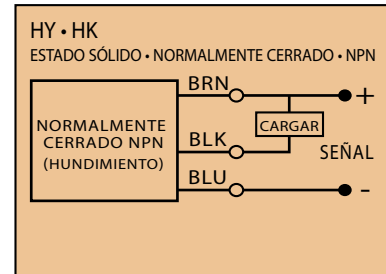 HY • HK
ESTADO SÓLIDO • NORMALMENTE CERRADO • NPN
BRN
+
NORMALMENTE
CERRADO NPN
(HUNDIMIENTO)
CARGAR
BLK
SEÑAL
BLU
-